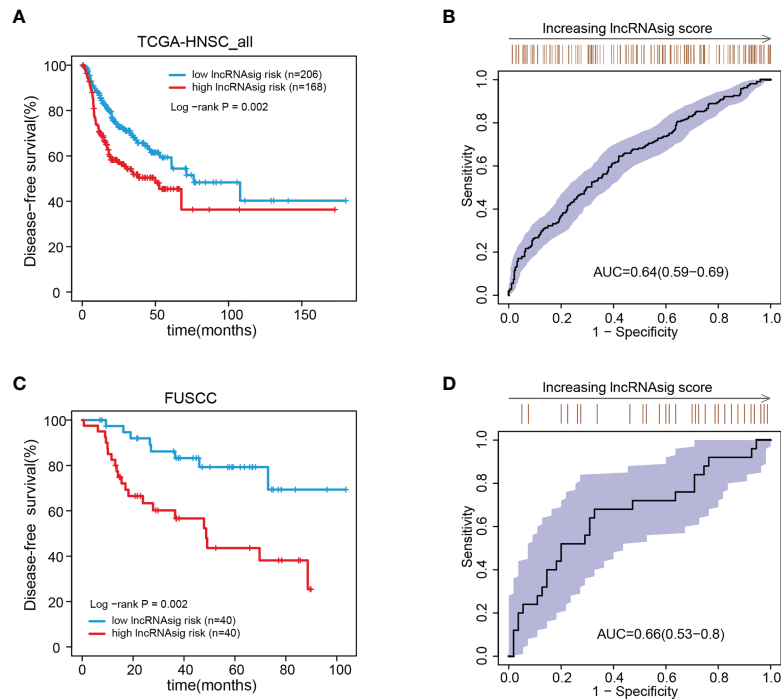 A
TCGA-HNSC_all
low lncRNAsig risk (n=206)
high lncRNAsig risk (n=168)
Log −rank P = 0.002
Disease−free survival(%)
100
80
60
40
20
0
0 50 100 150
time(months)
B
Increasing lncRNAsig score
Sensitivity
1.0
0.8
0.6
0.4
0.2
0.0
AUC=0.64(0.59−0.69)
0.0 0.2 0.4 0.6 0.8 1.0
1 − Specificity
C
FUSCC
Disease-free survival(%)
100
80
60
40
20
0
Log −rank P = 0.002
low lncRNAsig risk (n=40)
high lncRNAsig risk (n=40)
0 20 40 60 80 100
time(months)
D
Increasing lncRNAsig score
Sensitivity
1.0
0.8
0.6
0.4
0.2
0.0
AUC=0.66(0.53−0.8)
0.0 0.2 0.4 0.6 0.8 1.0
1 − Specificity